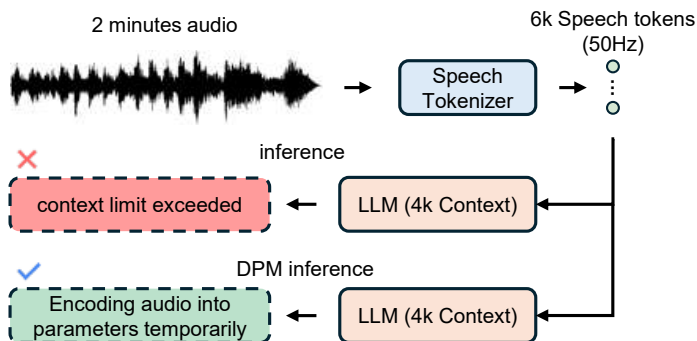 2 minutes audio
6k Speech tokens
(50Hz)
Speech
Tokenizer
inference
context limit exceeded
LLM (4k Context)
DPM inference
Encoding audio into
parameters temporarily
LLM (4k Context)